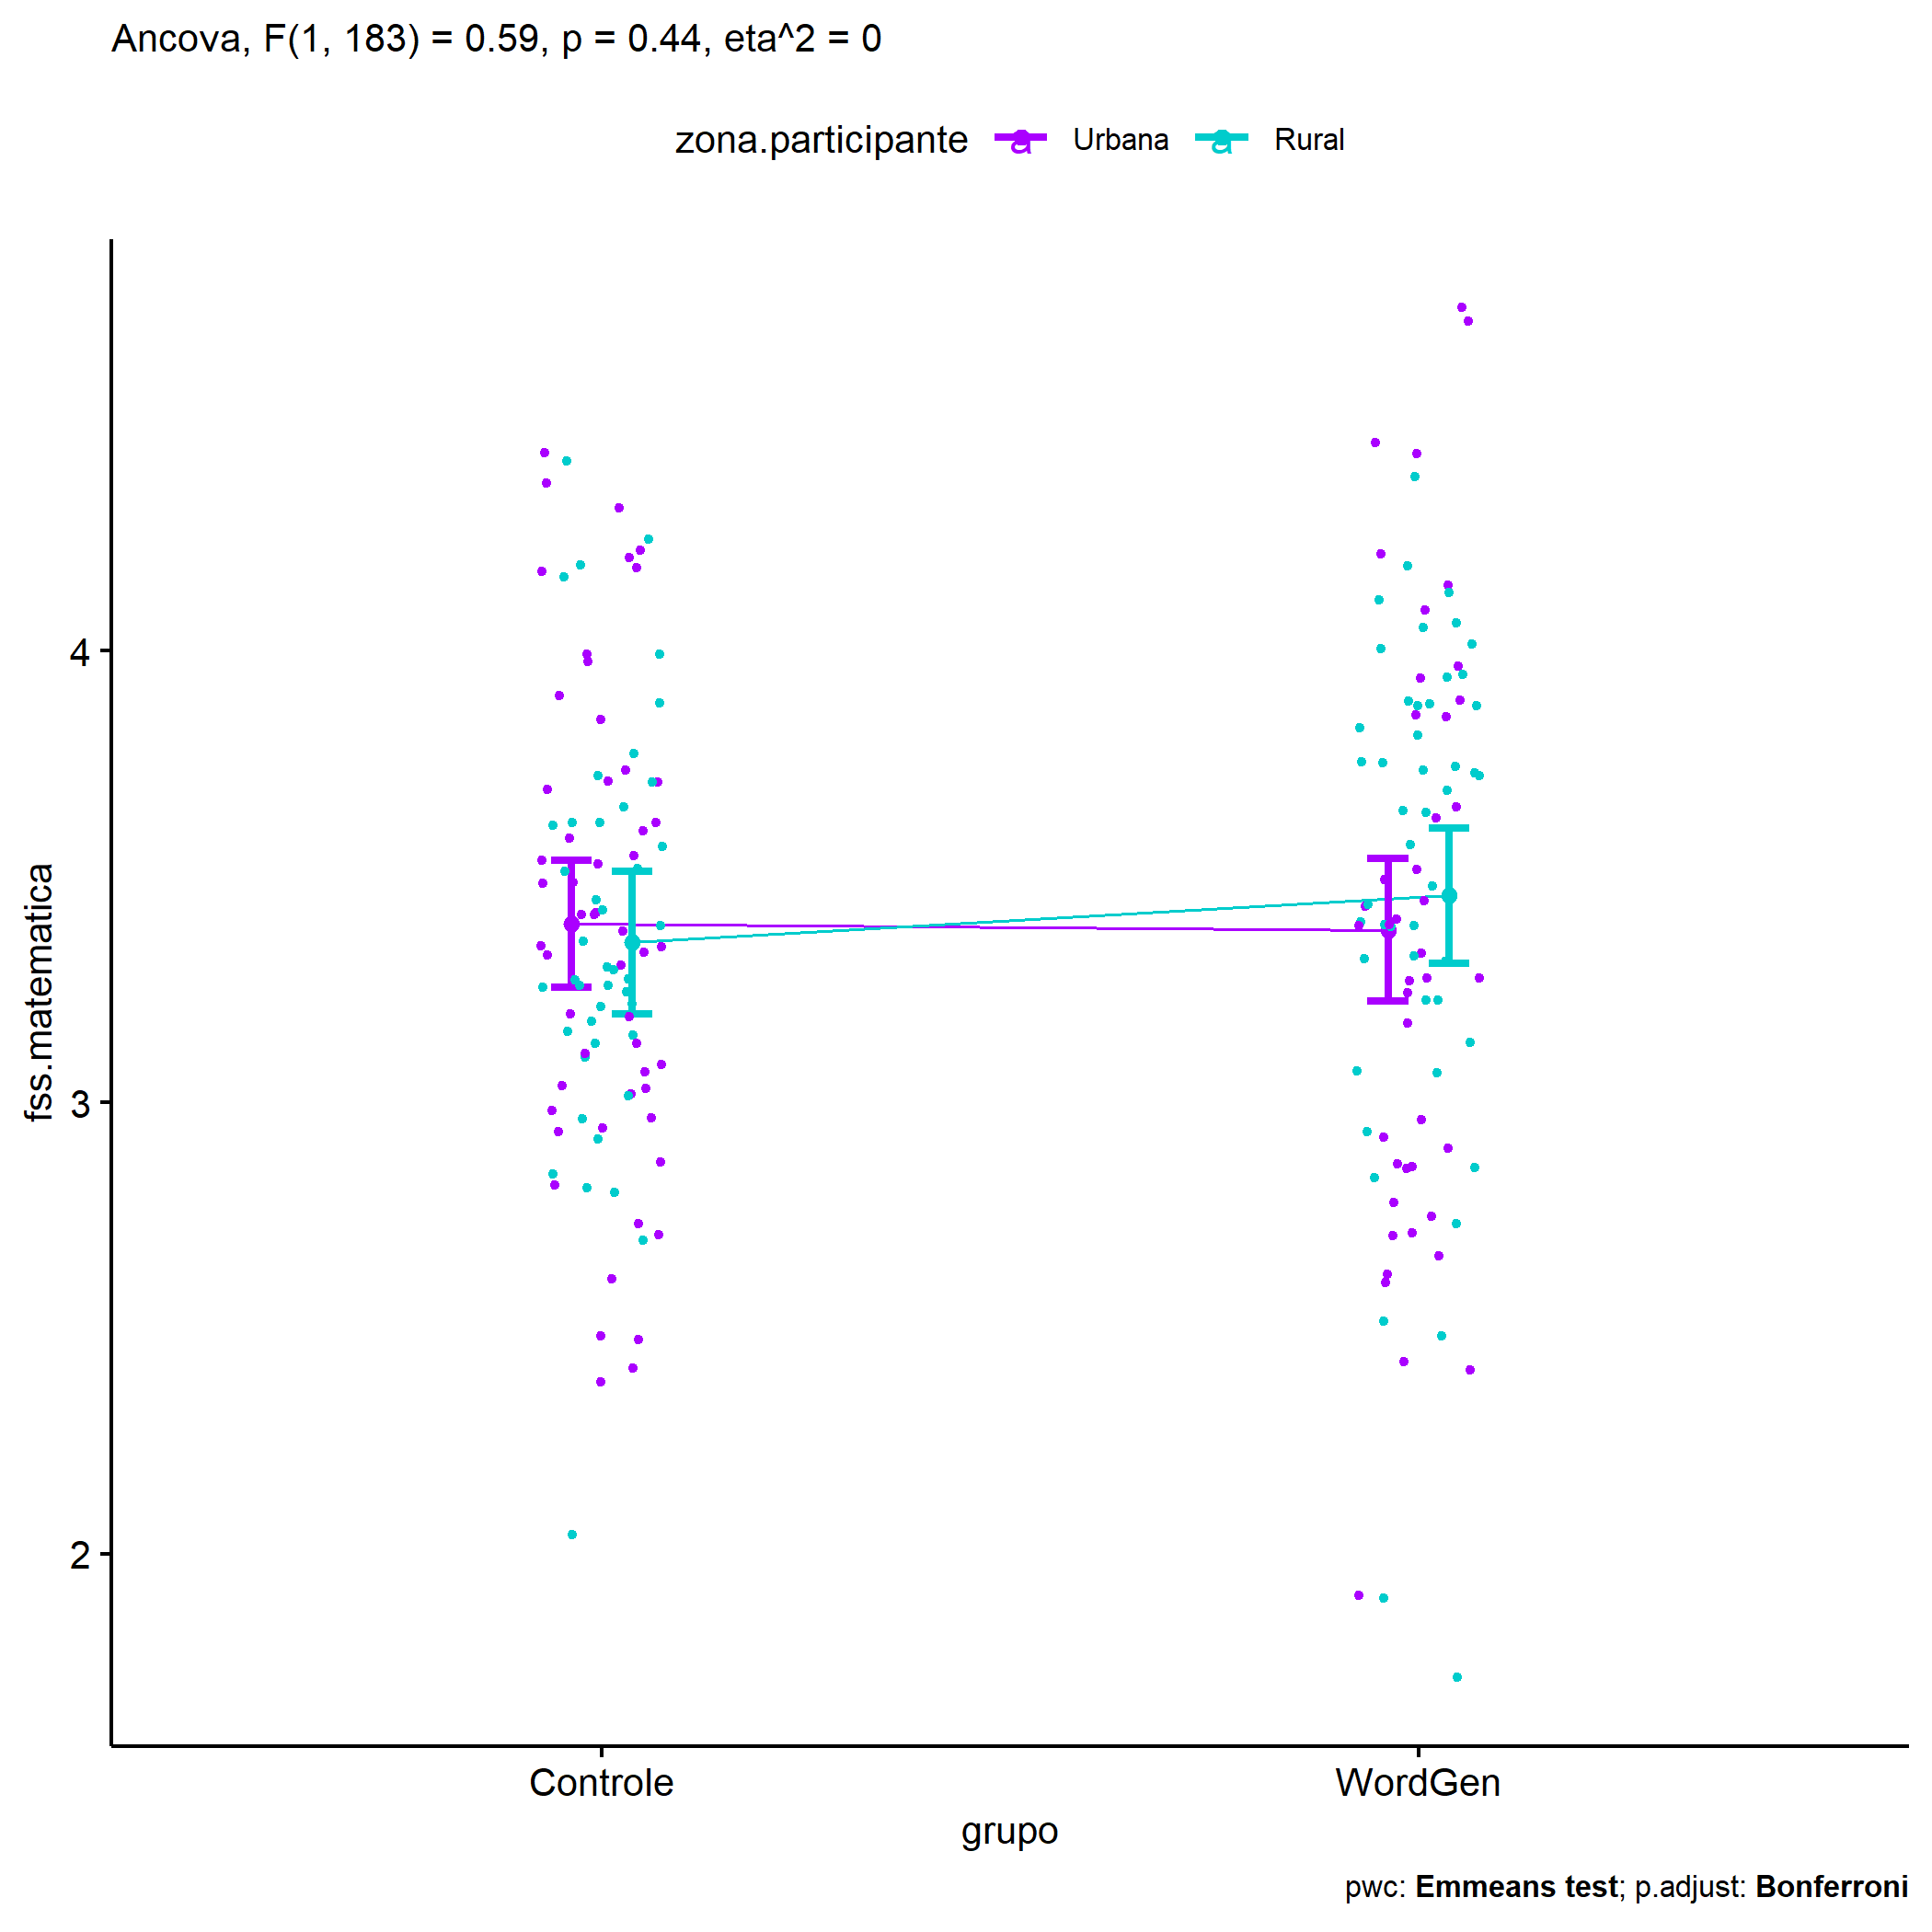 Ancova, F(1, 183) = 0.59, p = 0.44, eta^2 = 0
zona.participante a Urbana a Rural
fss.matematica
4
3
2
Controle WordGen
grupo
pwc: Emmeans test; p.adjust: Bonferroni